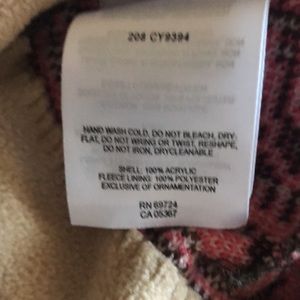 208 CY9394
HAND WASH COLD, DO NOT BLEACH, DRY
FLAT, DO NOT WRING OR TWIST, RESHAPE,
DO NOT IRON, DRYCLEANABLE
SHELL: 100% ACRYLIC
FLEECE LINING: 100% POLYESTER
EXCLUSIVE OF ORNAMENTATION
RN 69724
CA 05367